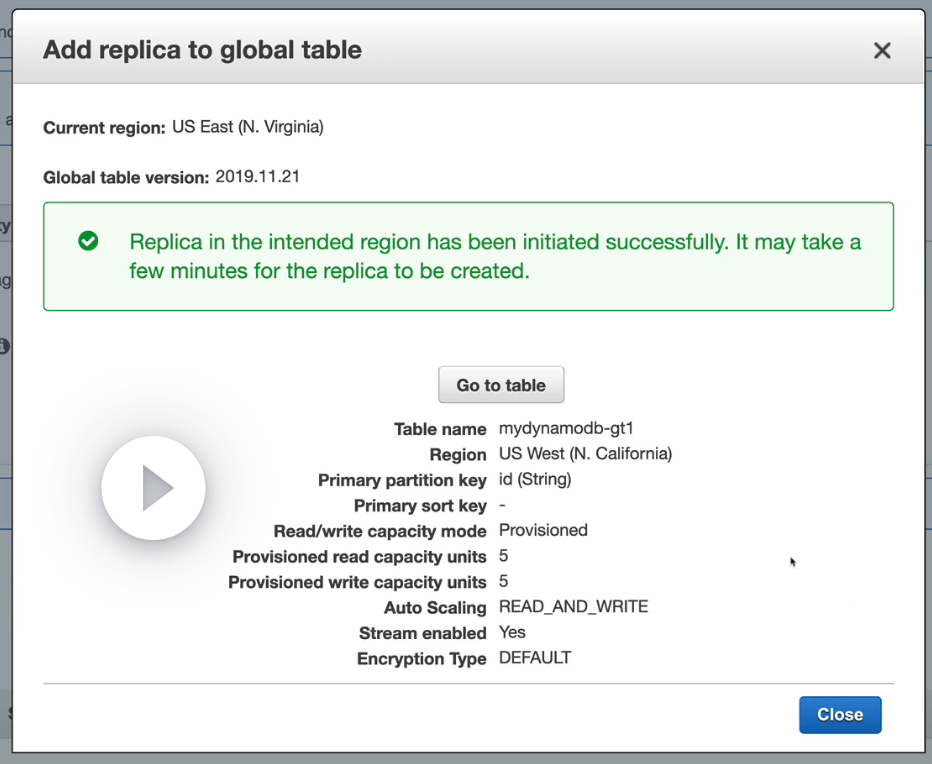 Add replica to global table
Current region: US East (N. Virginia)
Global table version: 2019.11.21
Replica in the intended region has been initiated successfully. It may take a
few minutes for the replica to be created.
Go to table
Table name mydynamodb-gt1
Region US West (N. California)
Primary partition key id (String)
Primary sort key -
Read/write capacity mode Provisioned
Provisioned read capacity units 5
Provisioned write capacity units 5
Auto Scaling READ_AND_WRITE
Stream enabled Yes
Encryption Type DEFAULT
Close